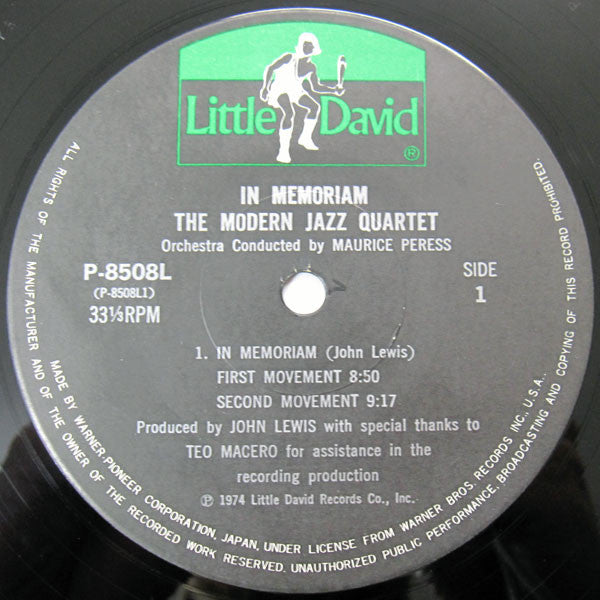 Little David
®
IN MEMORIAM
THE MODERN JAZZ QUARTET
Orchestra Conducted by MAURICE PERESS
P-8508L
(P-8508L1)
33⅓RPM
SIDE
1
1. IN MEMORIAM (John Lewis)
FIRST MOVEMENT 8:50
SECOND MOVEMENT 9:17
Produced by JOHN LEWIS with special thanks to
TEO MACERO for assistance in the
recording production
℗ 1974 Little David Records Co., Inc.
ALL RIGHTS OF THE MANUFACTURER AND OF THE OWNER OF THE RECORDED WORK RESERVED. UNAUTHORIZED PUBLIC PERFORMANCE, BROADCASTING AND COPYING OF THIS RECORD PROHIBITED.
MADE BY WARNER-PIONEER CORPORATION, JAPAN, UNDER LICENSE FROM WARNER BROS. RECORDS INC., U.S.A.